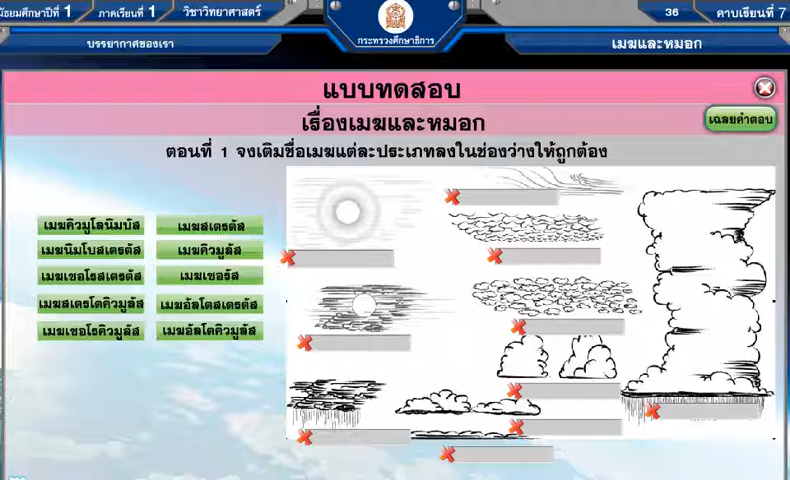 มัธยมศึกษาปีที่ 1 ภาคเรียนที่ 1 วิชาวิทยาศาสตร์ 36 คาบเรียนที่ 7
กระทรวงศึกษาธิการ
บรรยากาศของเรา เมฆและหมอก
แบบทดสอบ
เรื่องเมฆและหมอก
เฉลยคำตอบ
ตอนที่ 1 จงเติมชื่อเมฆแต่ละประเภทลงในช่องว่างให้ถูกต้อง
เมฆคิวมูโลนิมบัส เมฆสเตรตัส
เมฆนิมโบสเตรตัส เมฆคิวมูลัส
เมฆเซอโรสเตรตัส เมฆเซอรัส
เมฆสเตรโตคิวมูลัส เมฆอัลโตสเตรตัส
เมฆเซอโรคิวมูลัส เมฆอัลโตคิวมูลัส